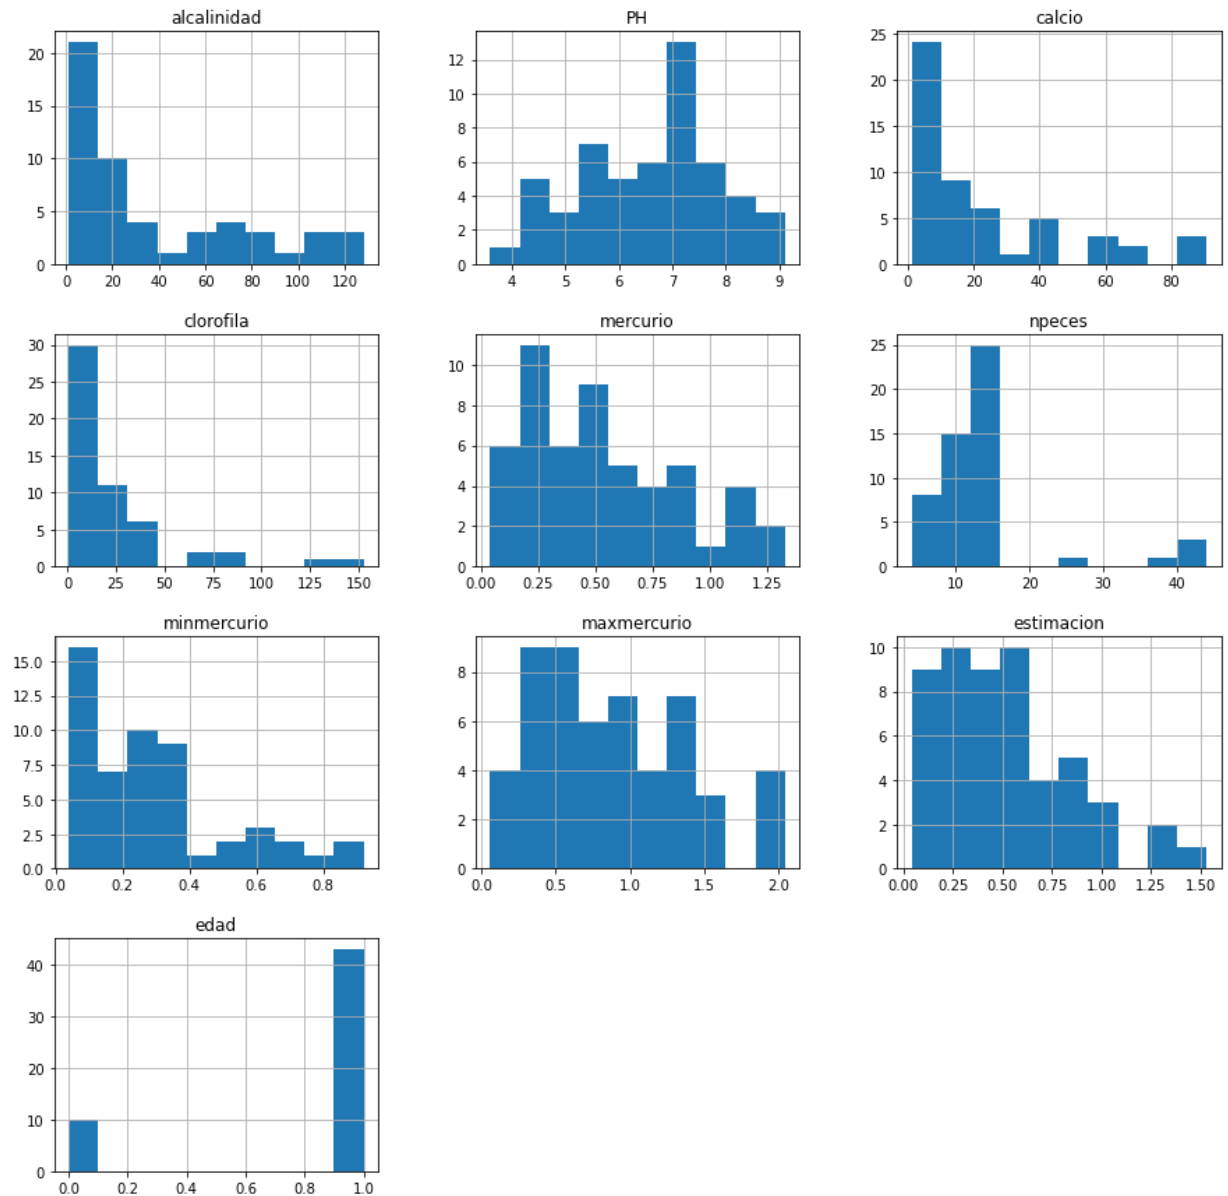 alcalinidad PH calcio
20 15 10 5 0
0 20 40 60 80 100 120
12 10 8 6 4 2 0
4 5 6 7 8 9
25 20 15 10 5 0
0 20 40 60 80
clorofila mercurio npeces
30 25 20 15 10 5 0
0 25 50 75 100 125 150
10 8 6 4 2 0
0.00 0.25 0.50 0.75 1.00 1.25
25 20 15 10 5 0
10 20 30 40
minmercurio maxmercurio estimacion
15.0 12.5 10.0 7.5 5.0 2.5 0.0
0.0 0.2 0.4 0.6 0.8
8 6 4 2 0
0.0 0.5 1.0 1.5 2.0
10 8 6 4 2 0
0.00 0.25 0.50 0.75 1.00 1.25 1.50
edad
40 30 20 10 0
0.0 0.2 0.4 0.6 0.8 1.0